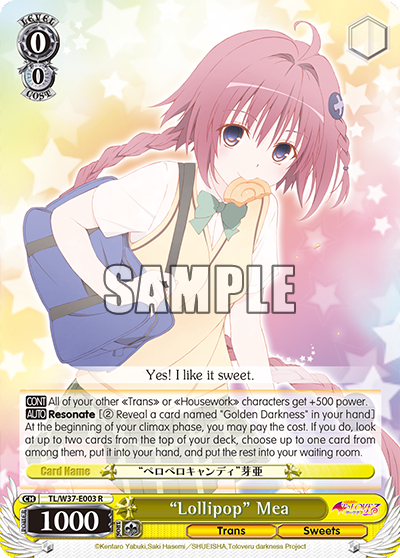 LEVEL
0
0
COST
SAMPLE
Yes! I like it sweet.
CONT All of your other «Trans» or «Housework» characters get +500 power.
AUTO Resonate [② Reveal a card named "Golden Darkness" in your hand]
At the beginning of your climax phase, you may pay the cost. If you do, look
at up to two cards from the top of your deck, choose up to one card from
among them, put it into your hand, and put the rest into your waiting room.
Card Name
“ペロペロキャンディ”芽亜
CH TL/W37-E003 R
“Lollipop” Mea
1000
Trans
Sweets
©Kentaro Yabuki,Saki Hasemi /SHUEISHA,Toloveru darkness Project